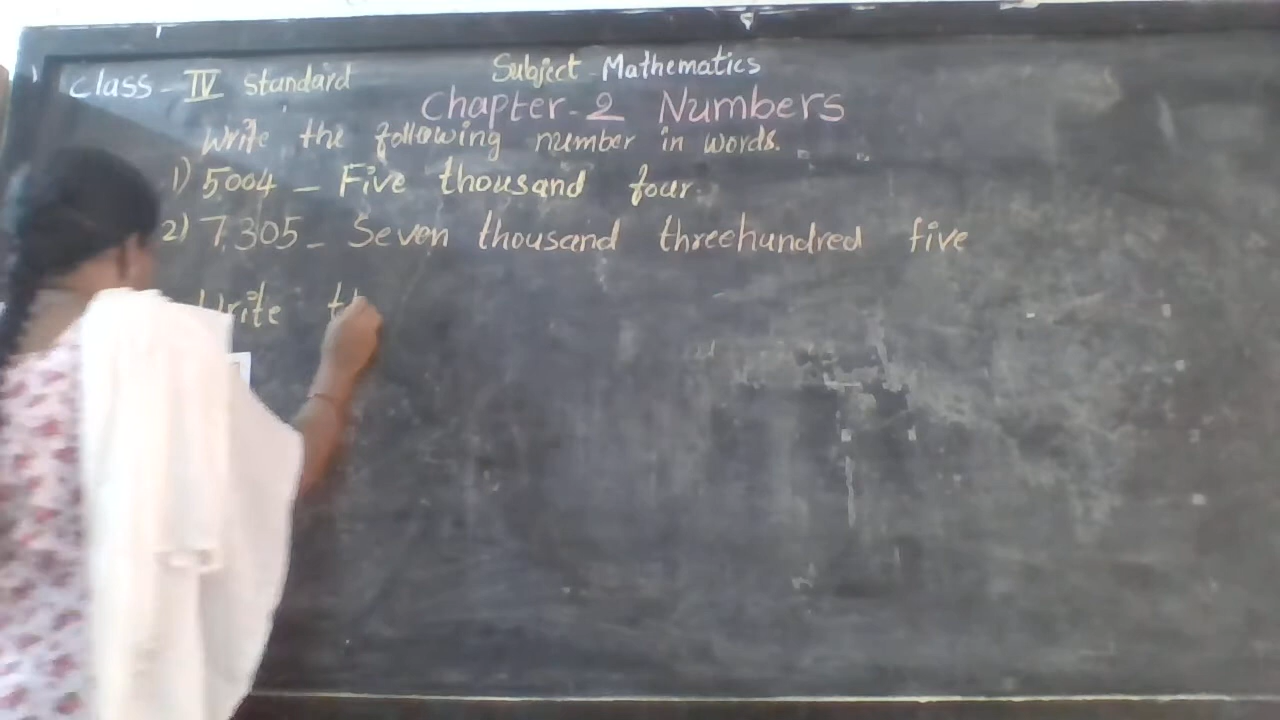 Class - IV Standard
Subject - Mathematics
Chapter - 2 Numbers
Write the following number in words.
1) 5,004 - Five thousand four.
2) 7,305 - Seven thousand threehundred five
Write